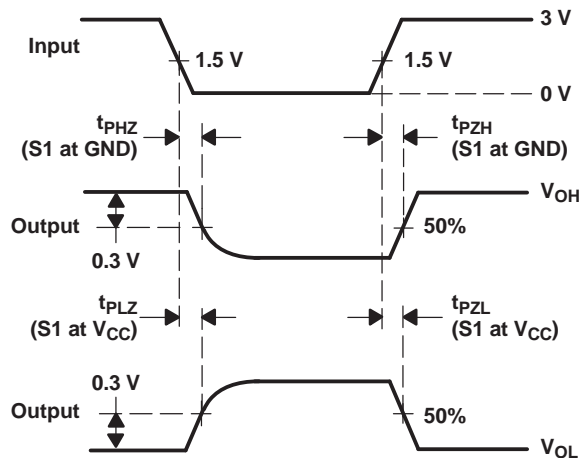 3 V
Input
1.5 V
1.5 V
0 V
tPHZ
(S1 at GND)
tPZH
(S1 at GND)
VOH
Output
50%
0.3 V
tPLZ
(S1 at VCC)
tPZL
(S1 at VCC)
0.3 V
Output
50%
VOL